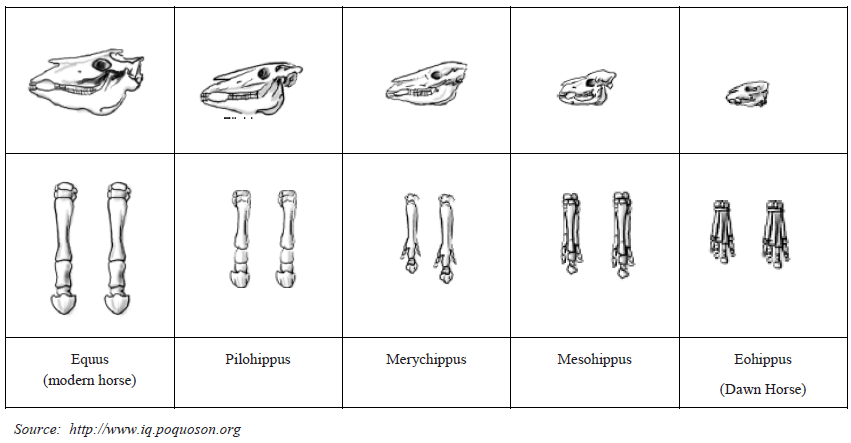 Equus
(modern horse)
Pilohippus
Merychippus
Mesohippus
Eohippus
(Dawn Horse)
Source: http://www.iq.poquoson.org